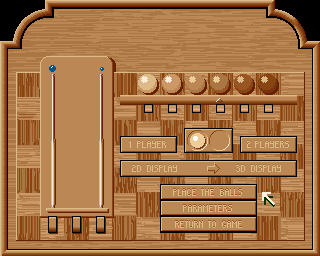 1 PLAYER
2 PLAYERS
2D DISPLAY
3D DISPLAY
PLACE THE BALLS
PARAMETERS
RETURN TO GAME